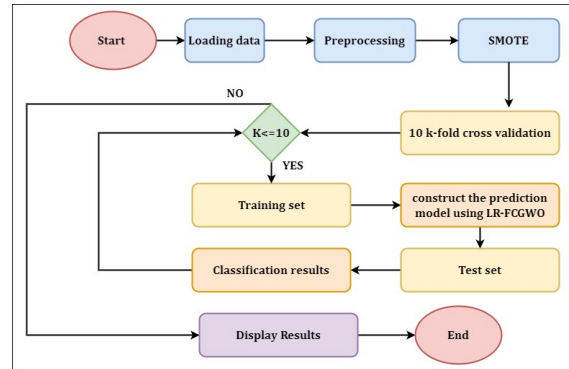 Start
Loading data
Preprocessing
SMOTE
NO
K<=10
10 k-fold cross validation
YES
Training set
construct the prediction
model using LR-FCGWO
Classification results
Test set
Display Results
End